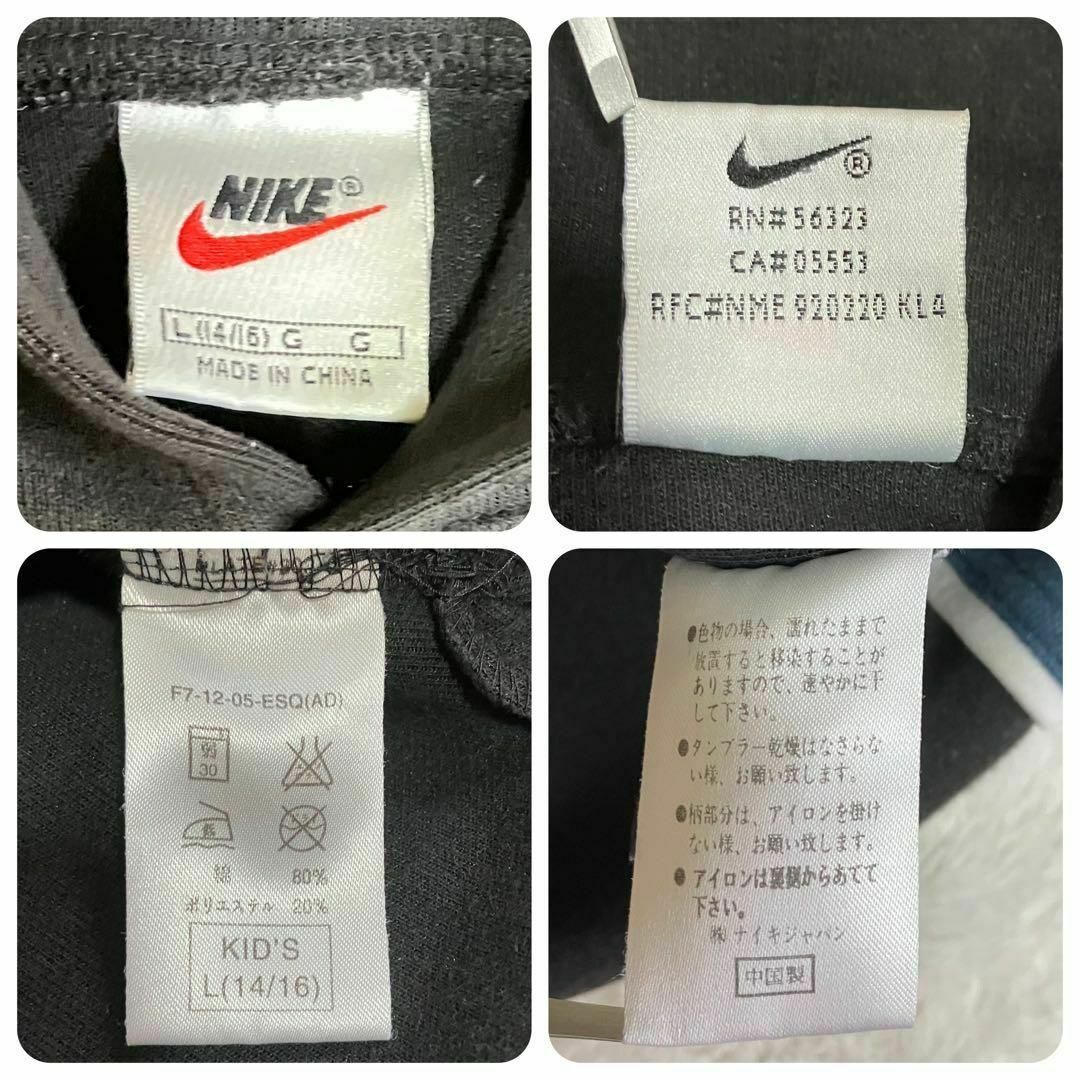 NIKE®
L(14/16) G G
MADE IN CHINA
®
RN#56323
CA#05553
RFC#NME 920220 KL4
F7-12-05-ESQ(AD)
弱
30
低
綿 80%
ポリエステル 20%
KID'S
L(14/16)
●色物の場合、濡れたままで
放置すると移染することが
ありますので、速やかに干
して下さい。
●タンブラー乾燥はなさらな
い様、お願い致します。
●柄部分は、アイロンを掛け
ない様、お願い致します。
●アイロンは裏側からあてて
下さい。
㈱ナイキジャパン
中国製